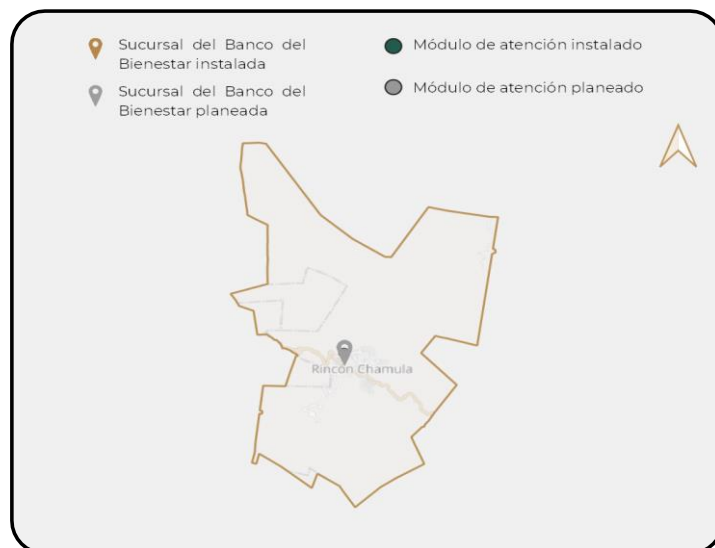 Sucursal del Banco del
Bienestar instalada
Sucursal del Banco del
Bienestar planeada
Módulo de atención instalado
Módulo de atención planeado
Rincón Chamula